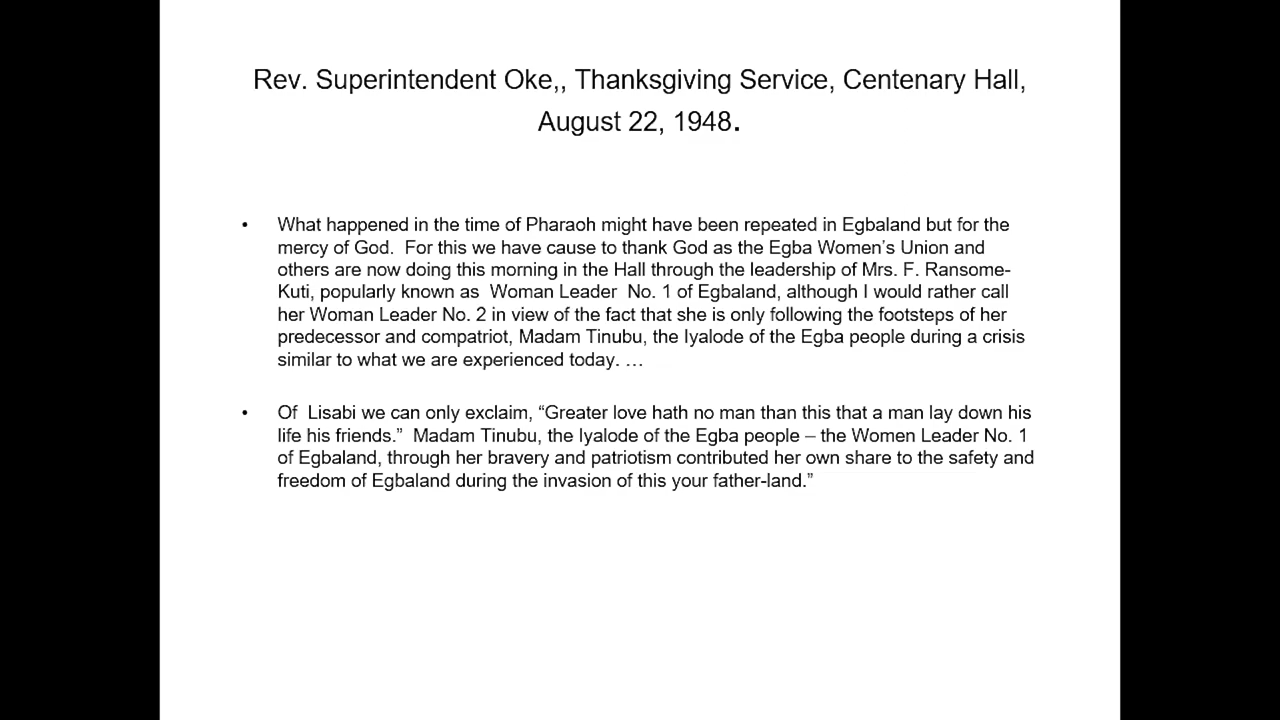 Rev. Superintendent Oke,, Thanksgiving Service, Centenary Hall,
August 22, 1948.
• What happened in the time of Pharaoh might have been repeated in Egbaland but for the
mercy of God.  For this we have cause to thank God as the Egba Women’s Union and
others are now doing this morning in the Hall through the leadership of Mrs. F. Ransome-
Kuti, popularly known as  Woman Leader  No. 1 of Egbaland, although I would rather call
her Woman Leader No. 2 in view of the fact that she is only following the footsteps of her
predecessor and compatriot, Madam Tinubu, the Iyalode of the Egba people during a crisis
similar to what we are experienced today. …
• Of  Lisabi we can only exclaim, “Greater love hath no man than this that a man lay down his
life his friends.”  Madam Tinubu, the Iyalode of the Egba people – the Women Leader No. 1
of Egbaland, through her bravery and patriotism contributed her own share to the safety and
freedom of Egbaland during the invasion of this your father-land.”